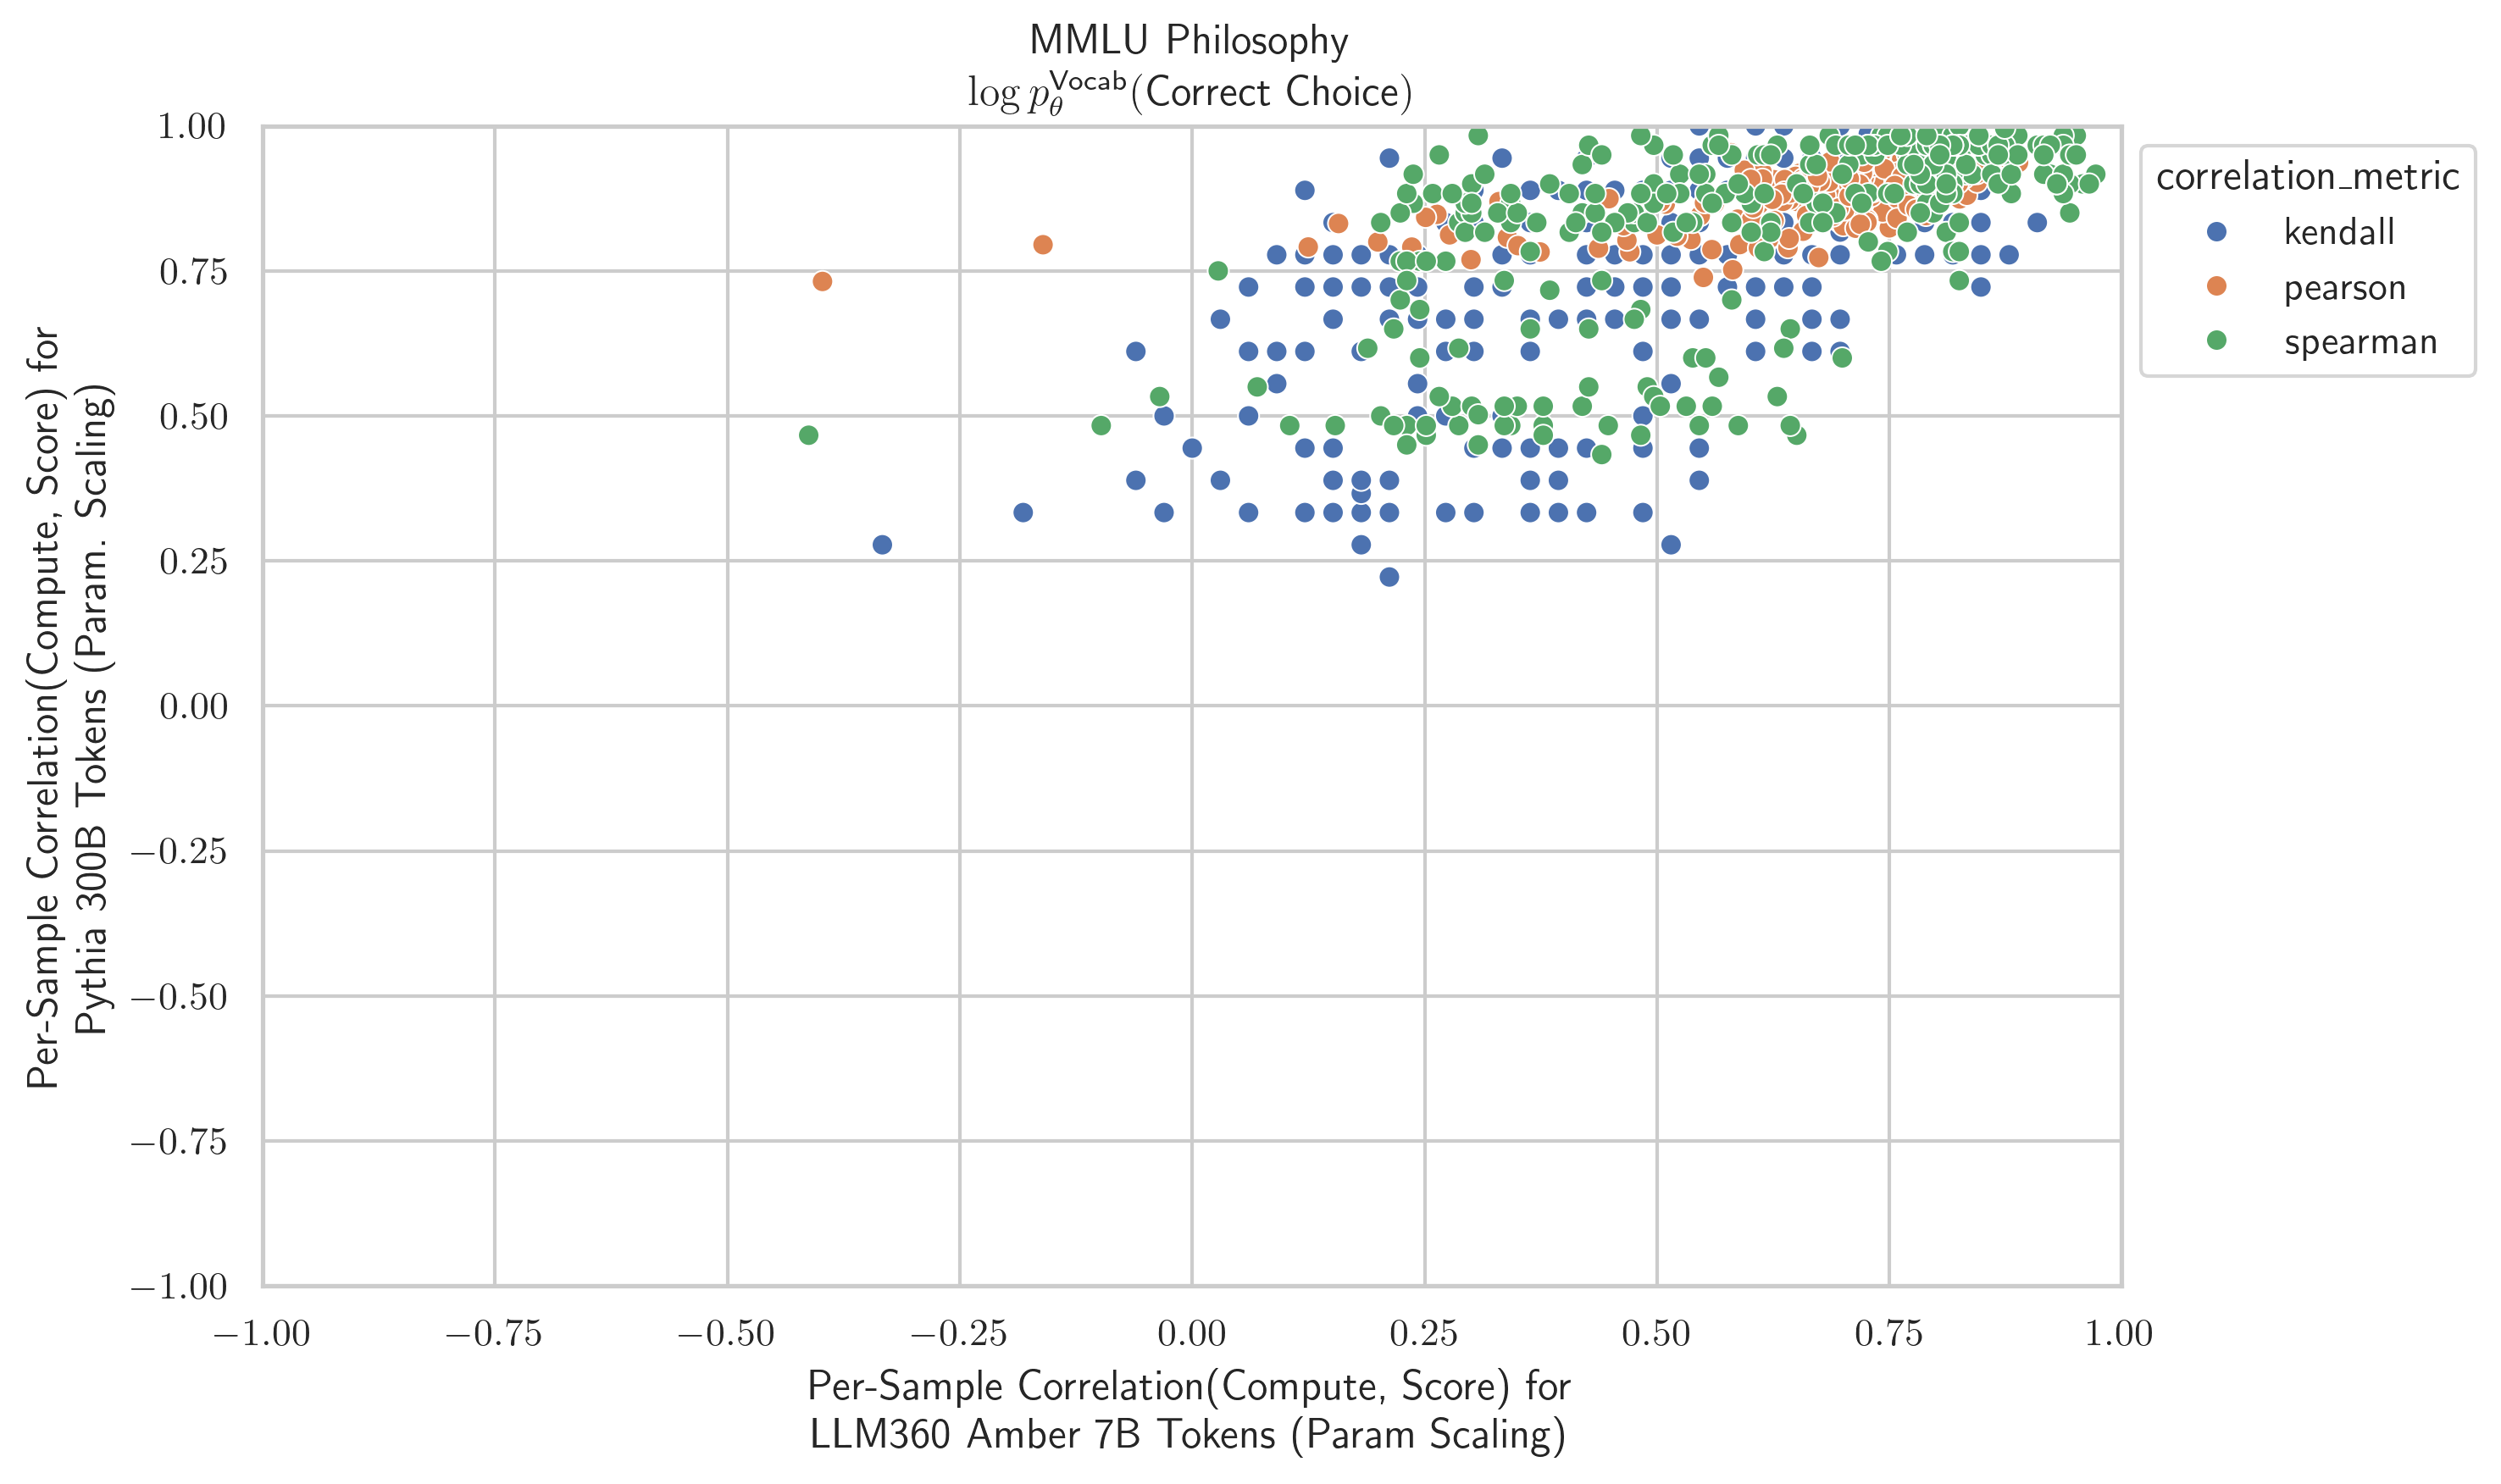 MMLU Philosophy
log p_θ^Vocab(Correct Choice)
1.00
0.75
0.50
0.25
0.00
−0.25
−0.50
−0.75
−1.00
Per-Sample Correlation(Compute, Score) for
Pythia 300B Tokens (Param. Scaling)
−1.00
−0.75
−0.50
−0.25
0.00
0.25
0.50
0.75
1.00
Per-Sample Correlation(Compute, Score) for
LLM360 Amber 7B Tokens (Param Scaling)
correlation_metric
kendall
pearson
spearman